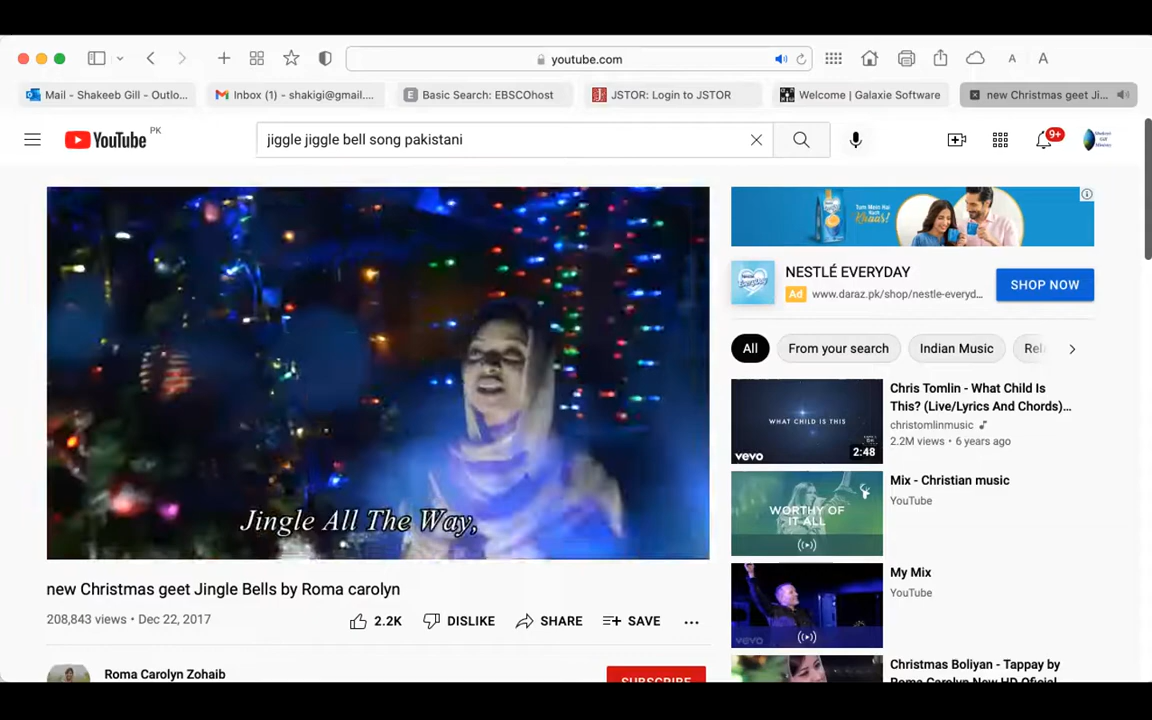 youtube.com
A A
Mail - Shakeeb Gill - Outlo...
Inbox (1) - shakigi@gmail....
Basic Search: EBSCOhost
JSTOR: Login to JSTOR
Welcome | Galaxie Software
new Christmas geet Ji...
YouTube PK
jiggle jiggle bell song pakistani
9+
Jingle All The Way,
new Christmas geet Jingle Bells by Roma carolyn
208,843 views • Dec 22, 2017
2.2K
DISLIKE
SHARE
SAVE
Roma Carolyn Zohaib
SUBSCRIBE
NESTLÉ EVERYDAY
Ad www.daraz.pk/shop/nestle-everyd...
SHOP NOW
All
From your search
Indian Music
Rel
WHAT CHILD IS THIS
vevo
2:48
Chris Tomlin - What Child Is
This? (Live/Lyrics And Chords)...
christomlinmusic
2.2M views • 6 years ago
WORTHY OF
IT ALL
Mix - Christian music
YouTube
vevo
My Mix
YouTube
Christmas Boliyan - Tappay by
Roma Carolyn New HD Oficial